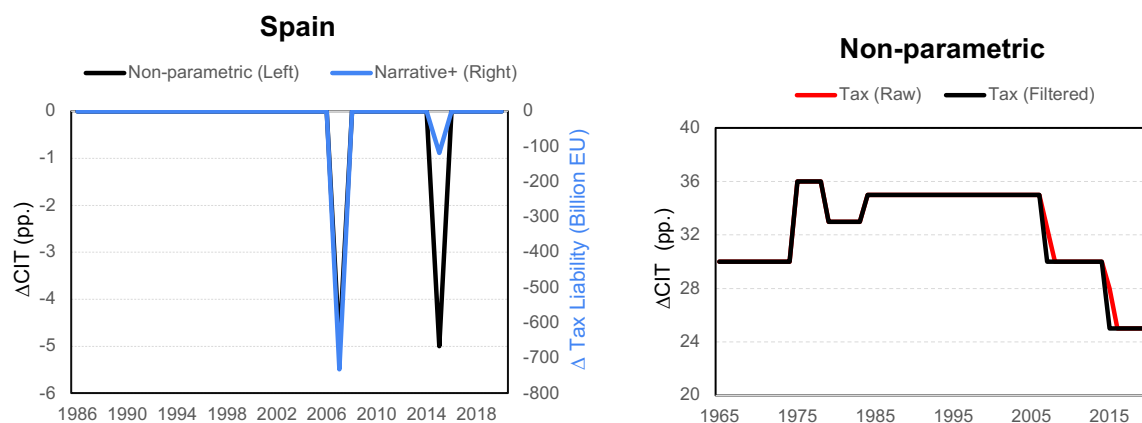 Spain
Non-parametric (Left)
Narrative+ (Right)
0
-1
-2
-3
-4
-5
-6
ΔCIT (pp.)
0
-100
-200
-300
-400
-500
-600
-700
-800
Δ Tax Liability (Billion EU)
1986 1990 1994 1998 2002 2006 2010 2014 2018
Non-parametric
Tax (Raw)
Tax (Filtered)
40
36
32
28
24
20
ΔCIT (pp.)
1965 1975 1985 1995 2005 2015